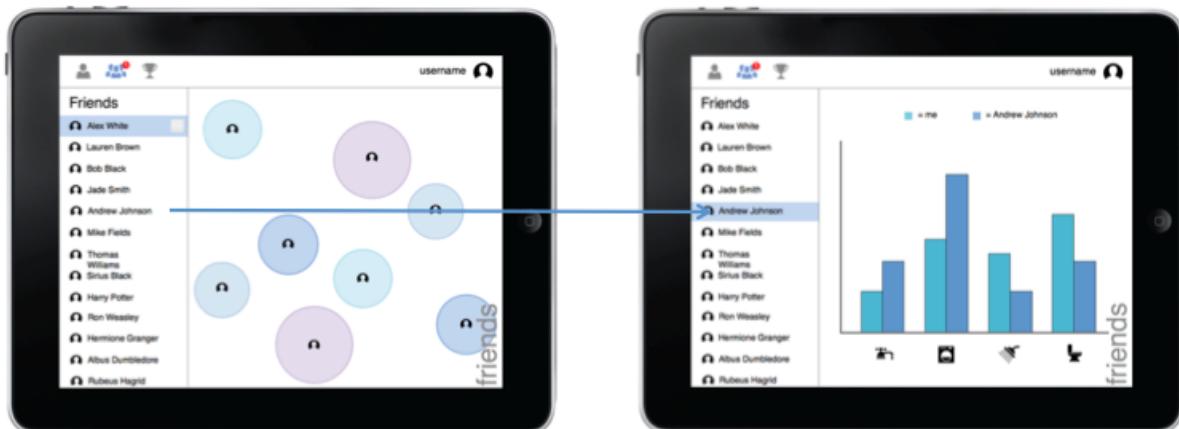 username
Friends
Alex White
Lauren Brown
Bob Black
Jade Smith
Andrew Johnson
Mike Fields
Thomas
Williams
Sirius Black
Harry Potter
Ron Weasley
Hermione Granger
Albus Dumbledore
Rubeus Hagrid
friends
username
Friends
Alex White
Lauren Brown
Bob Black
Jade Smith
Andrew Johnson
Mike Fields
Thomas
Williams
Sirius Black
Harry Potter
Ron Weasley
Hermione Granger
Albus Dumbledore
Rubeus Hagrid
= me = Andrew Johnson
friends